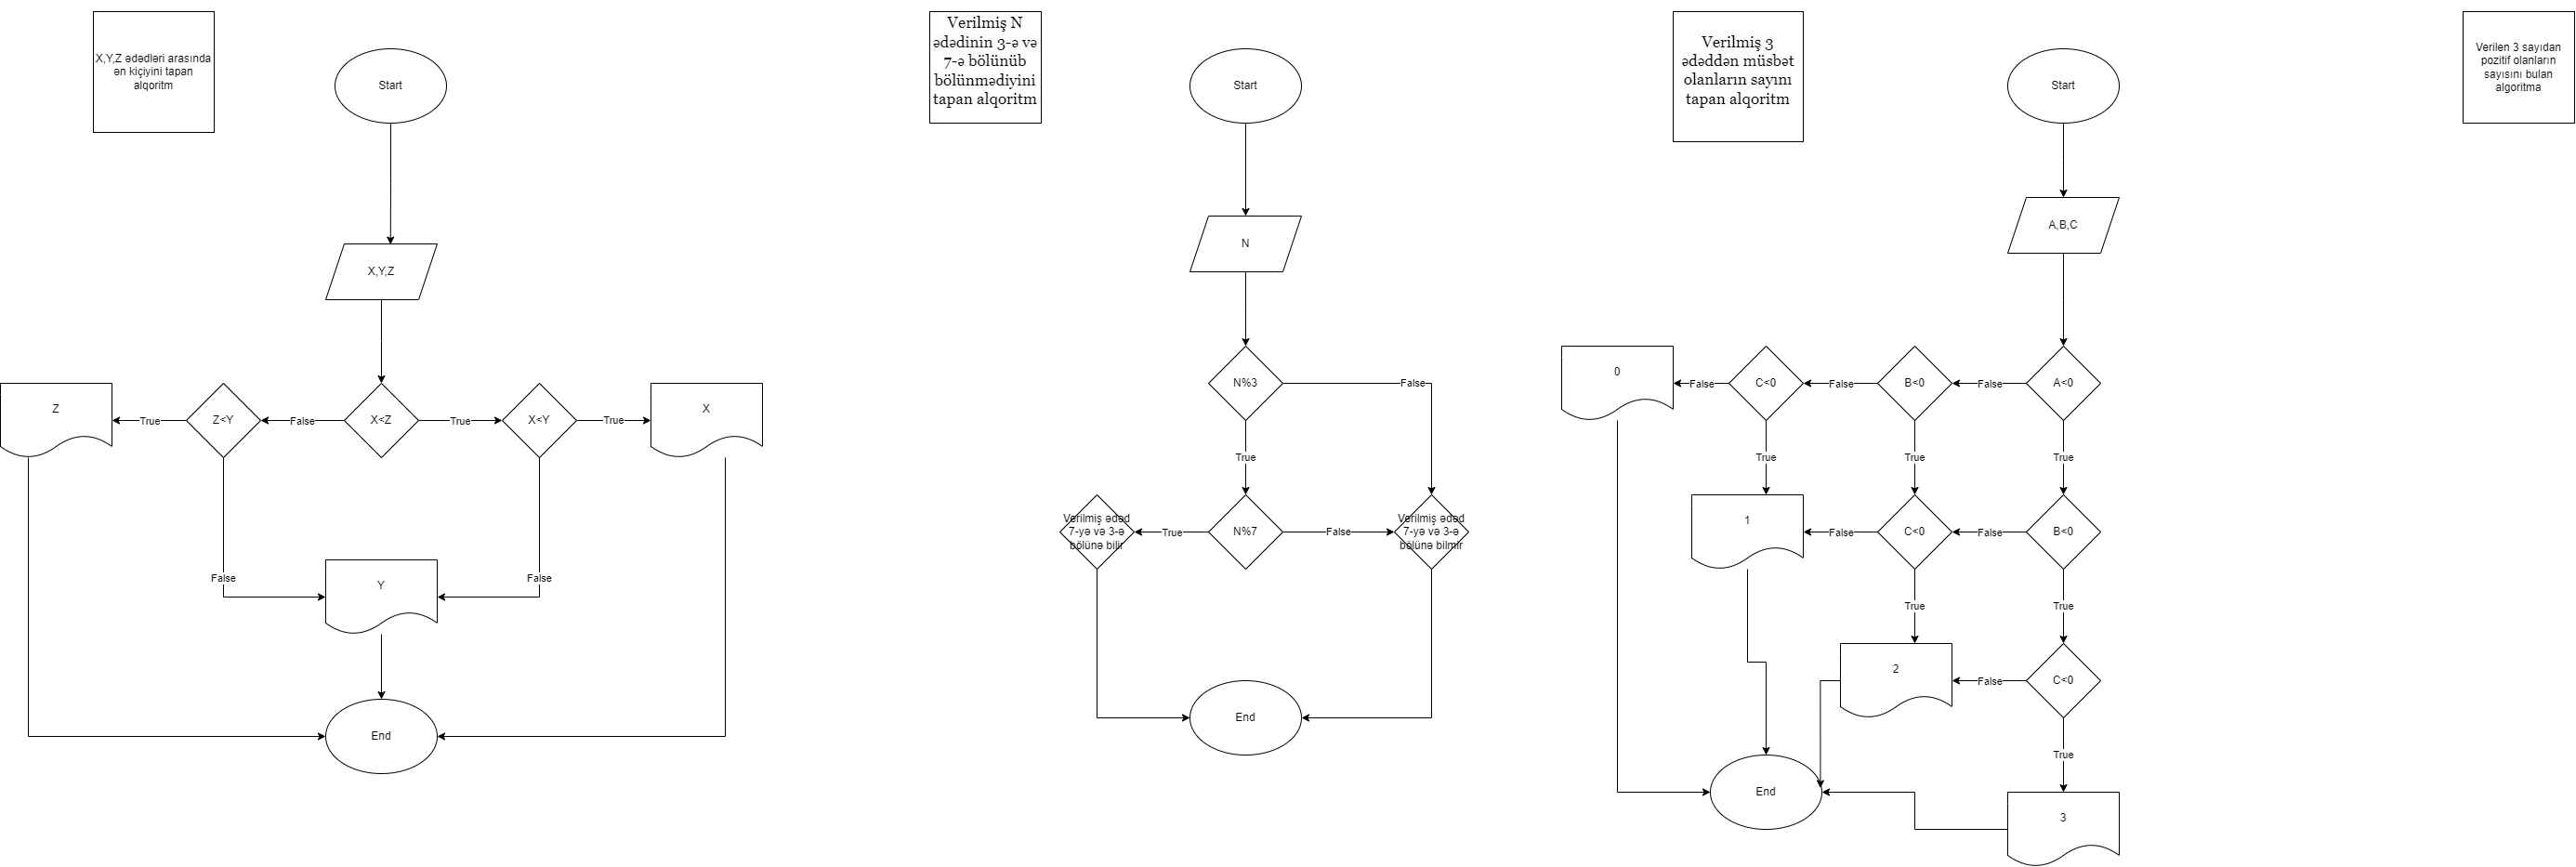 X,Y,Z ədədləri arasında
ən kiçiyini tapan
alqoritm
Start
X,Y,Z
Z
True
Z<Y
False
X<Z
True
X<Y
True
X
False
False
Y
End
Verilmiş N
ədədinin 3-ə və
7-ə bölünüb
bölünmədiyini
tapan alqoritm
Start
N
N%3
False
True
Verilmiş ədəd
7-yə və 3-ə
bölünə bilir
True
N%7
False
Verilmiş ədəd
7-yə və 3-ə
bölünə bilmir
End
Verilmiş 3
ədəddən müsbət
olanların sayını
tapan alqoritm
Start
A,B,C
0
False
C<0
False
B<0
False
A<0
True
True
True
1
False
C<0
False
B<0
True
True
2
False
C<0
True
End
3
Verilen 3 sayıdan
pozitif olanların
sayısını bulan
algoritma